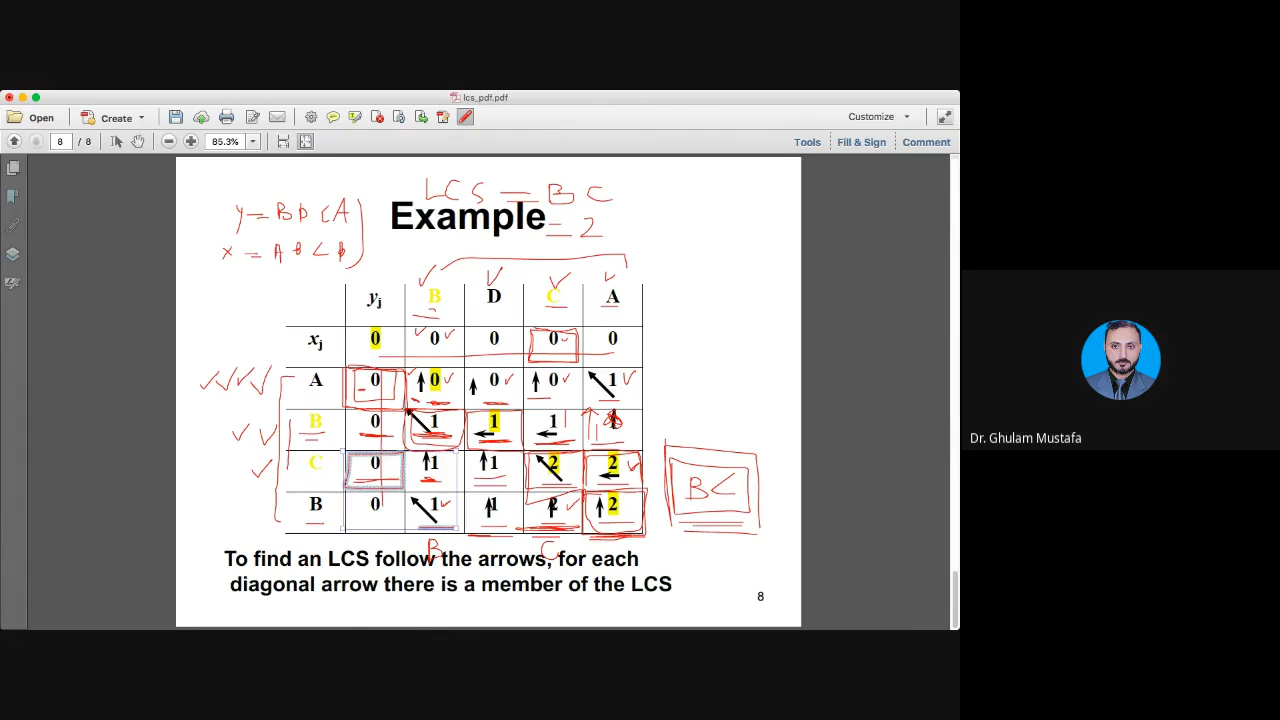 lcs_pdf.pdf
Open Create Customize
8 / 8 85.3% Tools Fill & Sign Comment
LCS = BC
y = BDCA
Example
= 2
x = ABCB
yj B D C A
xj 0 0 0 0 0
A 0 0 0 0 1
B 0 1 1 1 1
C 0 1 1 2 2
BC
B 0 1 1 2 2
B C
To find an LCS follow the arrows, for each
diagonal arrow there is a member of the LCS
8
Dr. Ghulam Mustafa